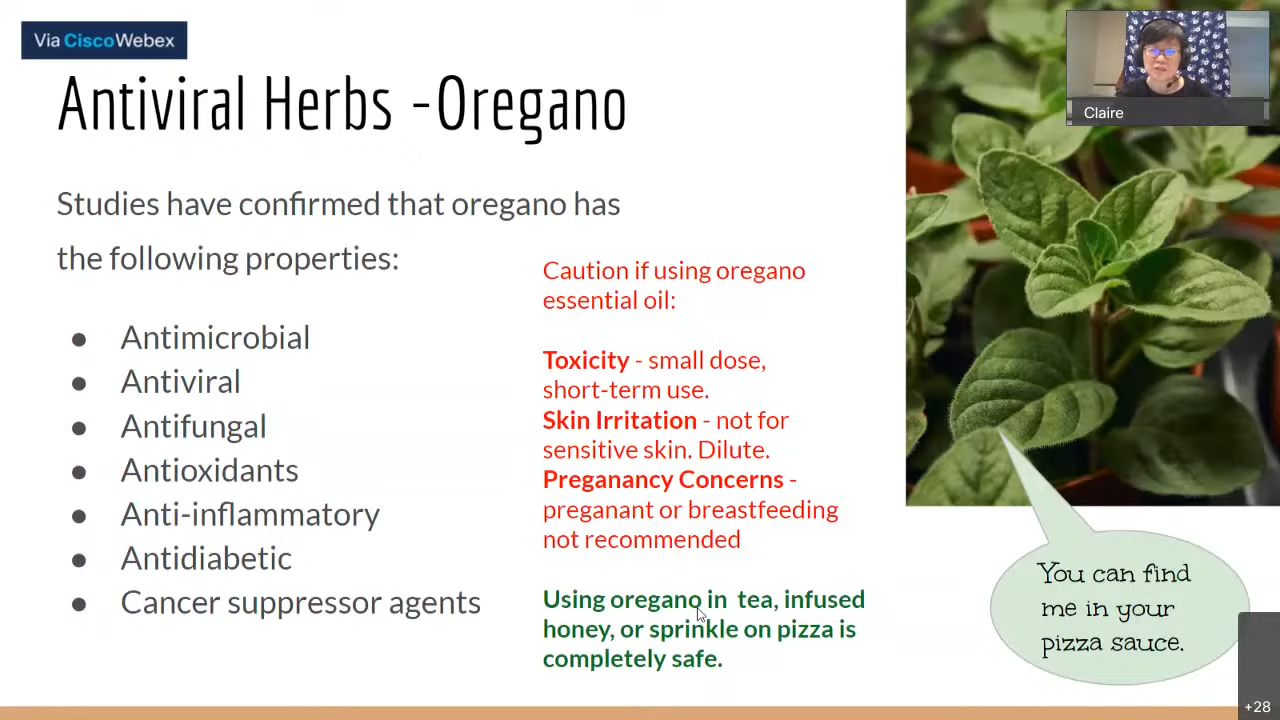 Via CiscoWebex
Antiviral Herbs -Oregano
Claire
Studies have confirmed that oregano has
the following properties:
● Antimicrobial
● Antiviral
● Antifungal
● Antioxidants
● Anti-inflammatory
● Antidiabetic
● Cancer suppressor agents
Caution if using oregano
essential oil:
Toxicity - small dose,
short-term use.
Skin Irritation - not for
sensitive skin. Dilute.
Preganancy Concerns -
preganant or breastfeeding
not recommended
Using oregano in  tea, infused
honey, or sprinkle on pizza is
completely safe.
You can find
me in your
pizza sauce.
+28